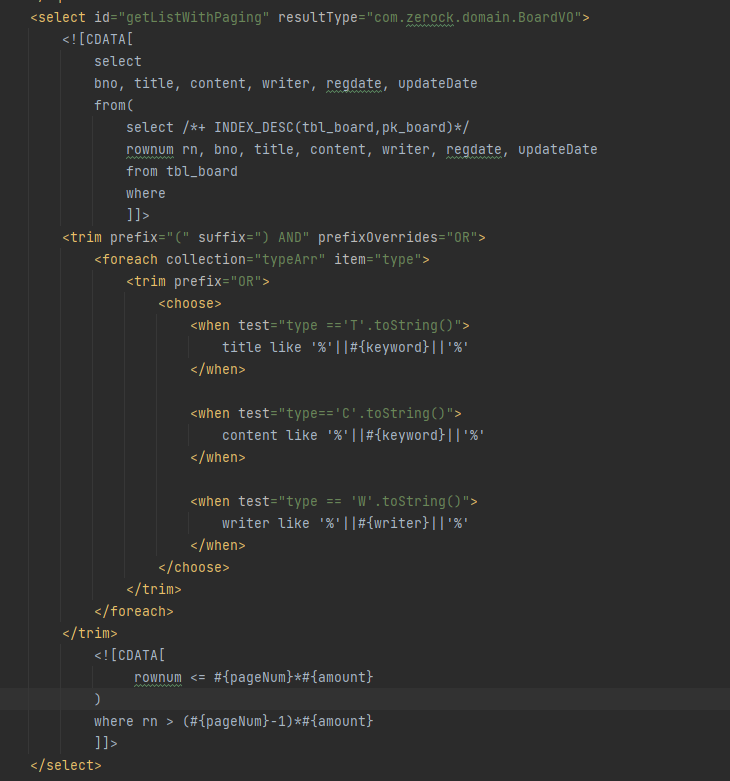 <select id="getListWithPaging" resultType="com.zerock.domain.BoardVO">
<![CDATA[
select
bno, title, content, writer, regdate, updateDate
from(
select /*+ INDEX_DESC(tbl_board,pk_board)*/
rownum rn, bno, title, content, writer, regdate, updateDate
from tbl_board
where
]]>
<trim prefix="(" suffix=") AND" prefixOverrides="OR">
<foreach collection="typeArr" item="type">
<trim prefix="OR">
<choose>
<when test="type =='T'.toString()">
title like '%'||#{keyword}||'%'
</when>
<when test="type=='C'.toString()">
content like '%'||#{keyword}||'%'
</when>
<when test="type == 'W'.toString()">
writer like '%'||#{writer}||'%'
</when>
</choose>
</trim>
</foreach>
</trim>
<![CDATA[
rownum <= #{pageNum}*#{amount}
)
where rn > (#{pageNum}-1)*#{amount}
]]>
</select>